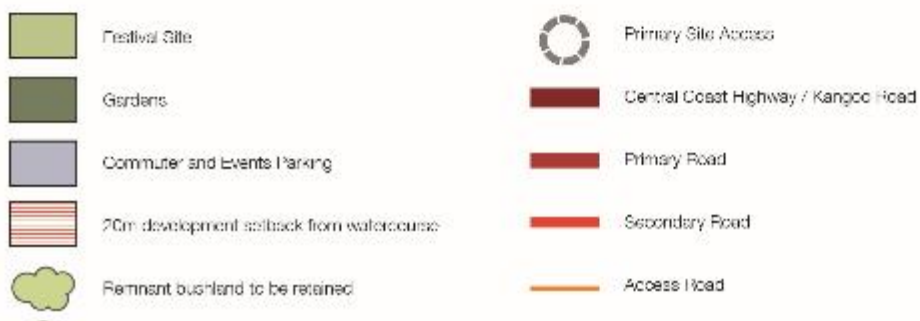 Festival Site
Gardens
Commuter and Events Parking
20m development setback from watercourse
Remnant bushland to be retained
Primary Site Access
Central Coast Highway / Kangoo Road
Primary Road
Secondary Road
Access Road